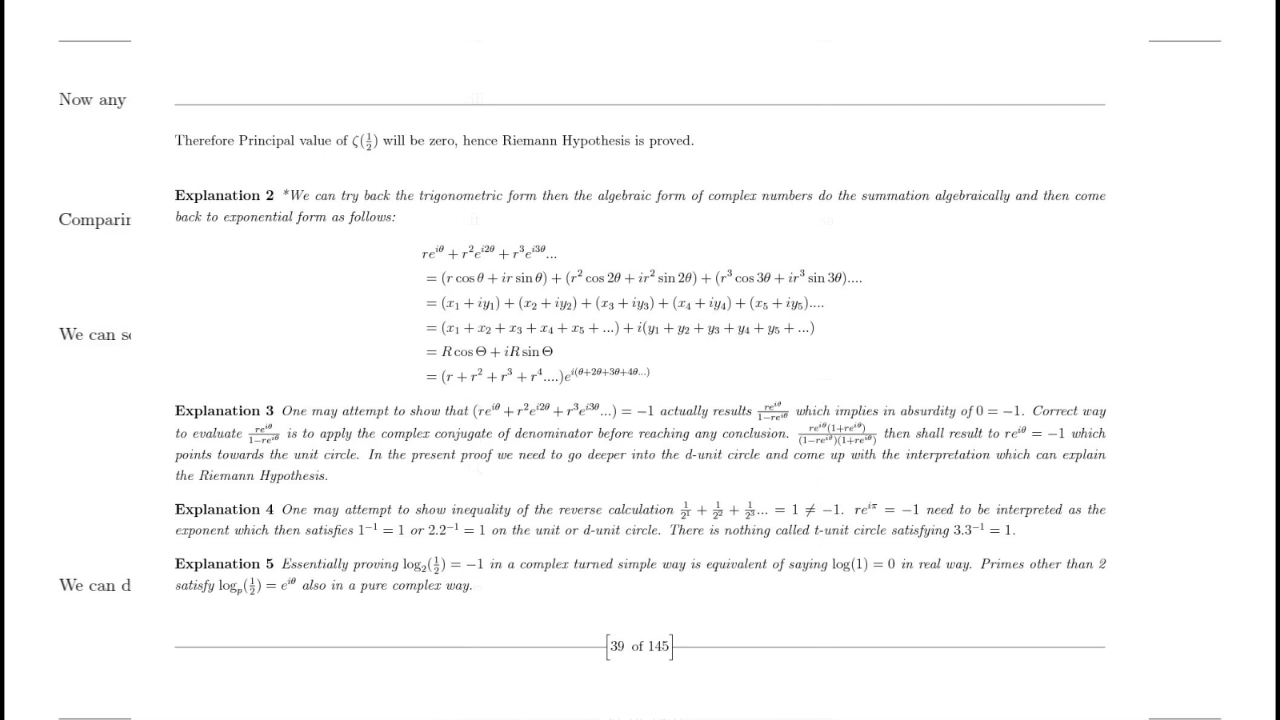 Now any
Therefore Principal value of ζ(1/2) will be zero, hence Riemann Hypothesis is proved.
Explanation 2 *We can try back the trigonometric form then the algebraic form of complex numbers do the summation algebraically and then come
Comparin
back to exponential form as follows:
re^{iθ} + r^2e^{i2θ} + r^3e^{i3θ}...
= (r cos θ + ir sin θ) + (r^2 cos 2θ + ir^2 sin 2θ) + (r^3 cos 3θ + ir^3 sin 3θ)....
= (x_1 + iy_1) + (x_2 + iy_2) + (x_3 + iy_3) + (x_4 + iy_4) + (x_5 + iy_5)....
= (x_1 + x_2 + x_3 + x_4 + x_5 + ...) + i(y_1 + y_2 + y_3 + y_4 + y_5 + ...)
We can s
= R cos Θ + iR sin Θ
= (r + r^2 + r^3 + r^4....)e^{i(θ+2θ+3θ+4θ...)}
Explanation 3 One may attempt to show that (re^{iθ} + r^2e^{i2θ} + r^3e^{i3θ}...) = −1 actually results re^{iθ}/(1−re^{iθ}) which implies in absurdity of 0 = −1. Correct way
to evaluate re^{iθ}/(1−re^{iθ}) is to apply the complex conjugate of denominator before reaching any conclusion. re^{iθ}(1+re^{iθ})/((1−re^{iθ})(1+re^{iθ})) then shall result to re^{iθ} = −1 which
points towards the unit circle. In the present proof we need to go deeper into the d-unit circle and come up with the interpretation which can explain
the Riemann Hypothesis.
Explanation 4 One may attempt to show inequality of the reverse calculation 1/2^1 + 1/2^2 + 1/2^3... = 1 ≠ −1. re^{iπ} = −1 need to be interpreted as the
exponent which then satisfies 1^{−1} = 1 or 2.2^{−1} = 1 on the unit or d-unit circle. There is nothing called t-unit circle satisfying 3.3^{−1} = 1.
Explanation 5 Essentially proving log_2(1/2) = −1 in a complex turned simple way is equivalent of saying log(1) = 0 in real way. Primes other than 2
We can d
satisfy log_p(1/2) = e^{iθ} also in a pure complex way.
39 of 145